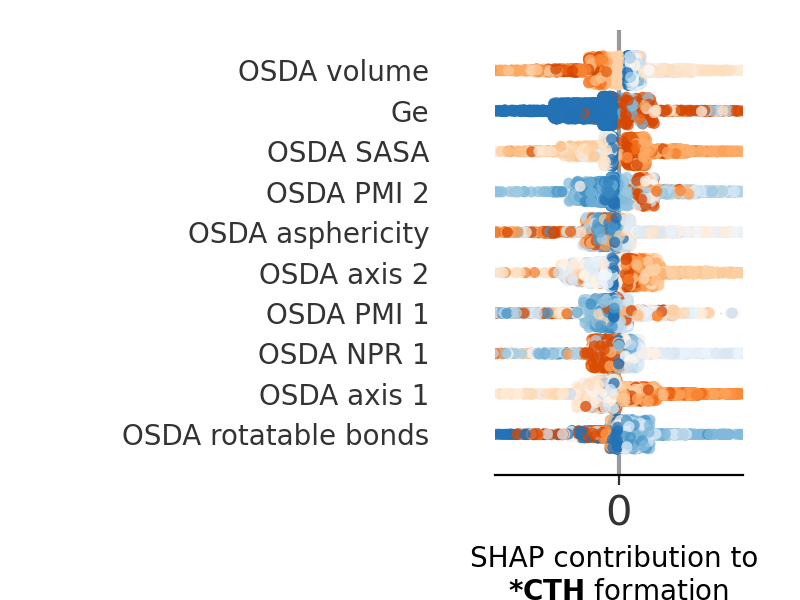 OSDA volume
Ge
OSDA SASA
OSDA PMI 2
OSDA asphericity
OSDA axis 2
OSDA PMI 1
OSDA NPR 1
OSDA axis 1
OSDA rotatable bonds
0
SHAP contribution to
*CTH formation